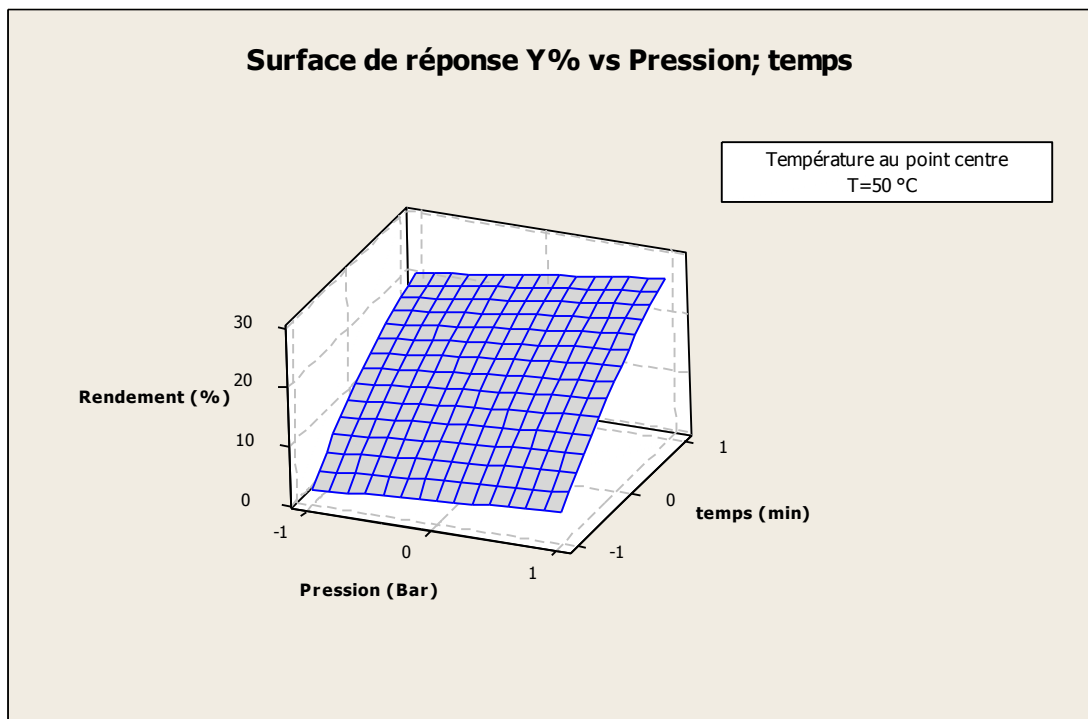 Surface de réponse Y% vs Pression; temps
Température au point centre
T=50 °C
30
20
Rendement (%)
10
0
1
0
temps (min)
-1
-1
0
1
Pression (Bar)